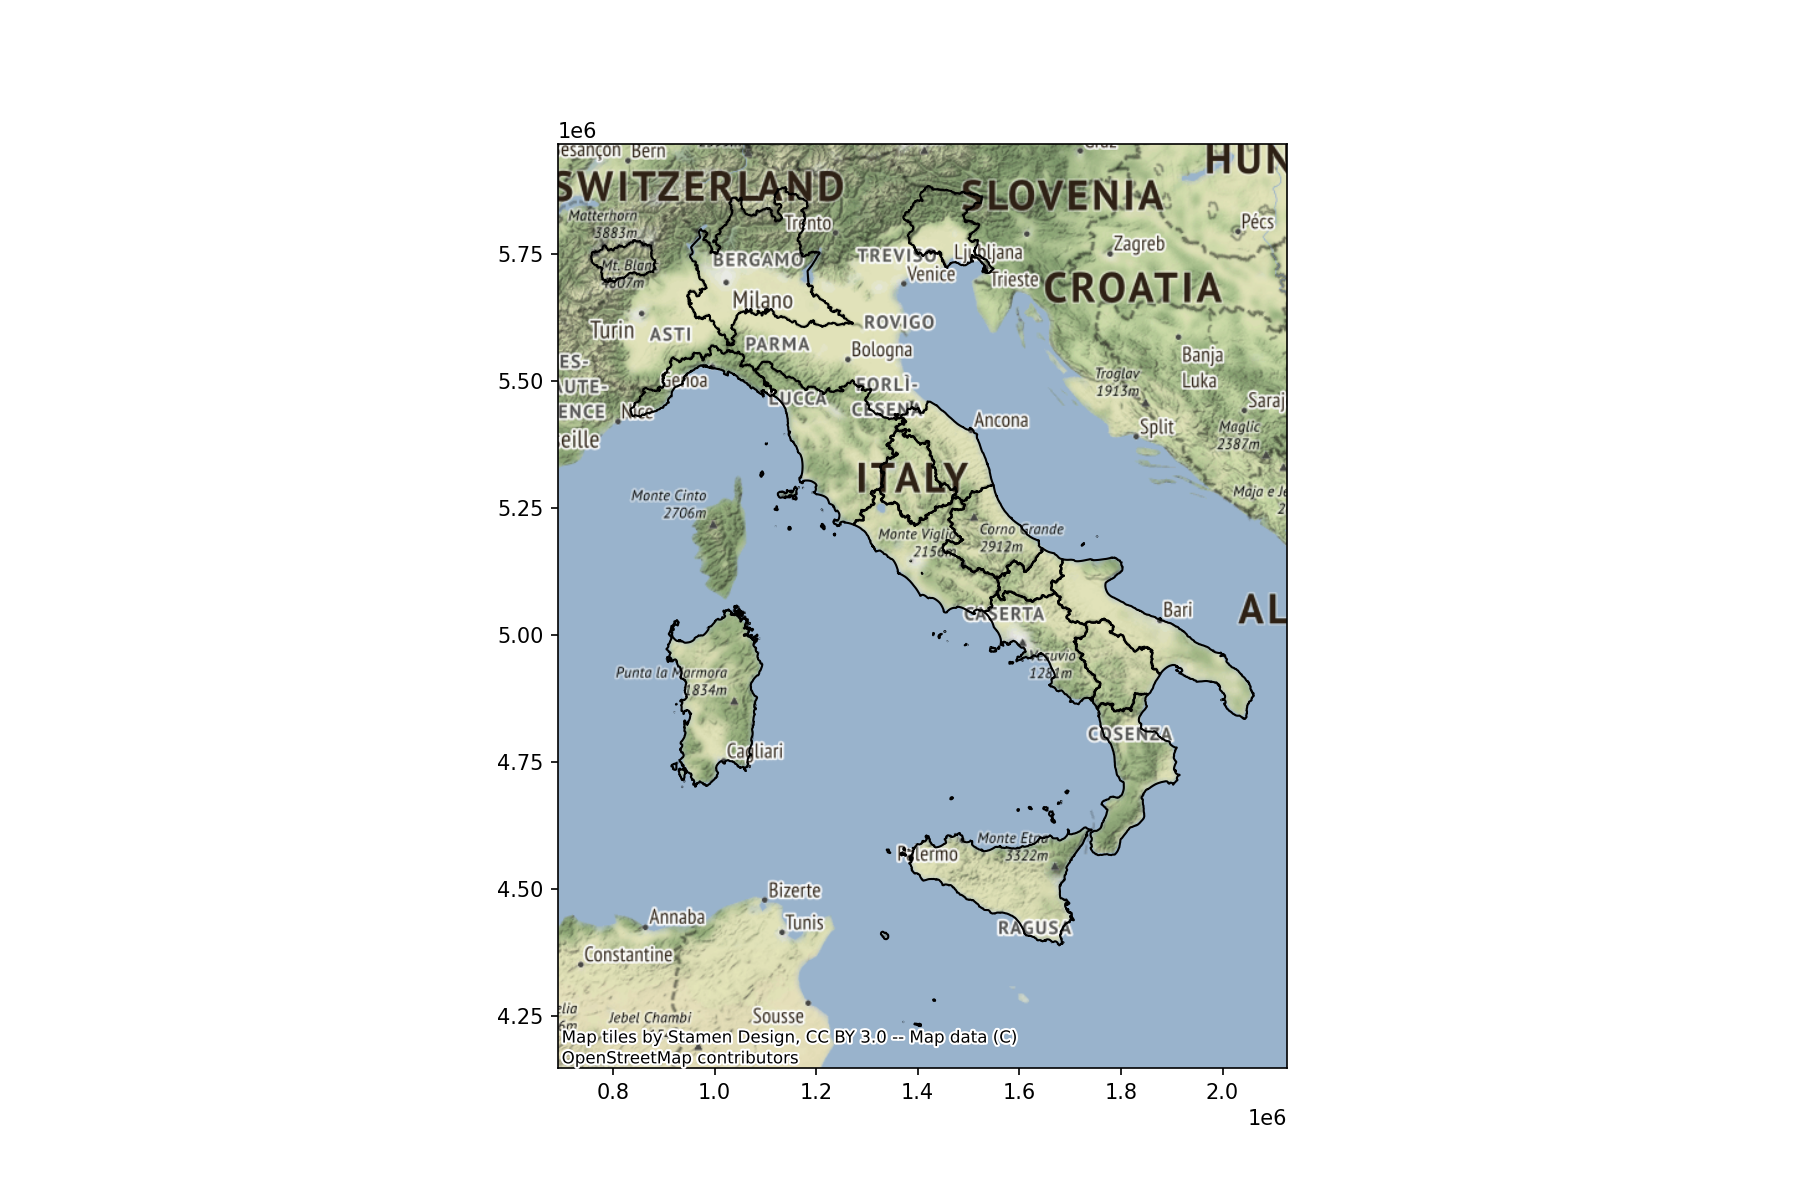 1e6
esançon
Bern
HUN
SWITZERLAND
SLOVENIA
Matterhorn
3883m
Trento
Pécs
Zagreb
TREVISO
Ljubljana
BERGAMO
Mt. Blanc
4807m
Venice
Trieste
CROATIA
5.75
Milano
ROVIGO
Turin
ASTI
PARMA
Bologna
Banja
Luka
ES-
AUTE-
ENCE
Genoa
5.50
FORLÌ-
CESENA
LUCCA
Troglav
1913m
Nice
Ancona
Split
Saraj
seille
Maglic
2387m
ITALY
Monte Cinto
2706m
Maja e Je
2
5.25
Monte Viglio
2156m
Corno Grande
2912m
CASERTA
Bari
AL
5.00
Vesuvio
1281m
Punta la Marmora
1834m
COSENZA
Cagliari
4.75
Monte Etna
3322m
Palermo
4.50
Bizerte
Annaba
Tunis
RAGUSA
Constantine
elia
Jebel Chambi
Sousse
4.25
Map tiles by Stamen Design, CC BY 3.0 -- Map data (C)
OpenStreetMap contributors
0.8
1.0
1.2
1.4
1.6
1.8
2.0
1e6